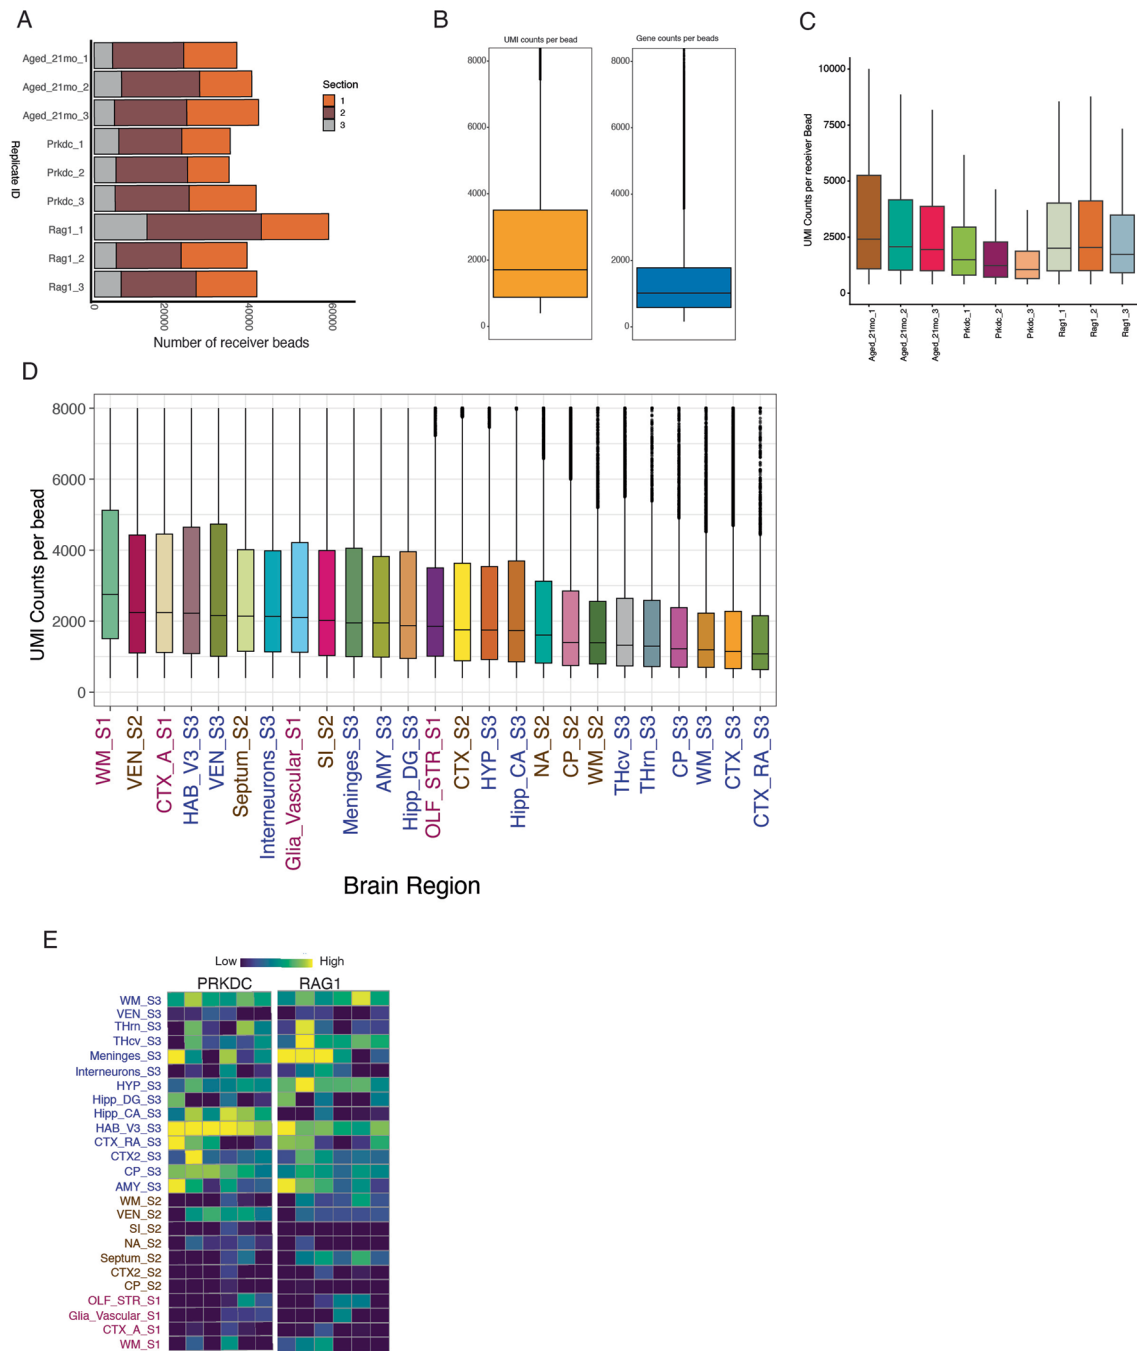 A
Aged_21mo_1
Aged_21mo_2
Aged_21mo_3
Prkdc_1
Prkdc_2
Prkdc_3
Rag1_1
Rag1_2
Rag1_3
Replicate ID
0
20000
40000
60000
Number of receiver beads
Section
1
2
3
B
UMI counts per bead
8000
6000
4000
2000
0
Gene counts per beads
8000
6000
4000
2000
0
C
UMI Counts per receiver Bead
10000
7500
5000
2500
0
Aged_21mo_1
Aged_21mo_2
Aged_21mo_3
Prkdc_1
Prkdc_2
Prkdc_3
Rag1_1
Rag1_2
Rag1_3
D
UMI Counts per bead
8000
6000
4000
2000
0
WM_S1
VEN_S2
CTX_A_S1
HAB_V3_S3
VEN_S3
Septum_S2
Interneurons_S3
Glia_Vascular_S1
SI_S2
Meninges_S3
AMY_S3
Hipp_DG_S3
OLF_STR_S1
CTX_S2
HYP_S3
Hipp_CA_S3
NA_S2
CP_S2
WM_S2
THcv_S3
THrn_S3
CP_S3
WM_S3
CTX_S3
CTX_RA_S3
Brain Region
E
Low High
PRKDC RAG1
WM_S3
VEN_S3
THrn_S3
THcv_S3
Meninges_S3
Interneurons_S3
HYP_S3
Hipp_DG_S3
Hipp_CA_S3
HAB_V3_S3
CTX_RA_S3
CTX2_S3
CP_S3
AMY_S3
WM_S2
VEN_S2
SI_S2
NA_S2
Septum_S2
CTX2_S2
CP_S2
OLF_STR_S1
Glia_Vascular_S1
CTX_A_S1
WM_S1